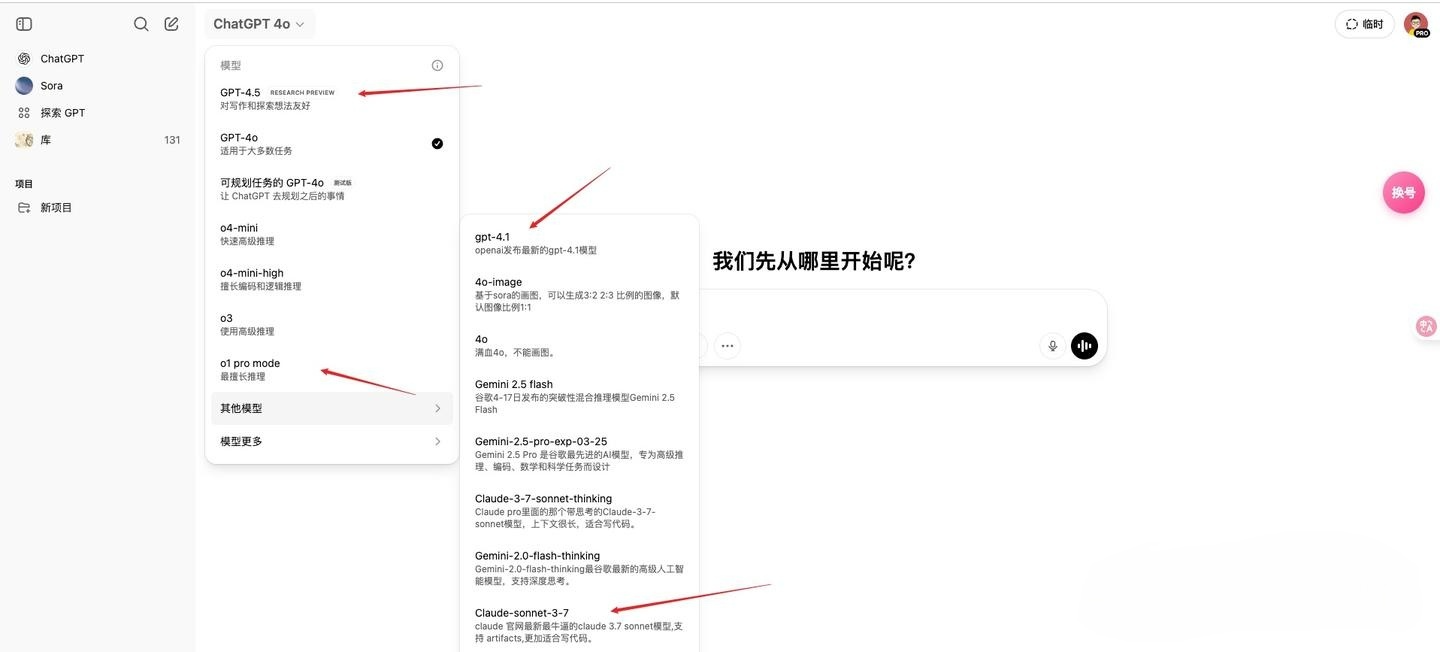 ChatGPT 4o
临时
PRO
ChatGPT
Sora
探索 GPT
库
131
项目
新项目
模型
GPT-4.5 RESEARCH PREVIEW
对写作和探索想法友好
GPT-4o
适用于大多数任务
可规划任务的 GPT-4o 测试版
让 ChatGPT 去规划之后的事情
o4-mini
快速高级推理
o4-mini-high
擅长编码和逻辑推理
o3
使用高级推理
o1 pro mode
最擅长推理
其他模型
模型更多
gpt-4.1
openai发布最新的gpt-4.1模型
4o-image
基于sora的画图，可以生成3:2 2:3 比例的图像，默
认图像比例1:1
4o
满血4o，不能画图。
Gemini 2.5 flash
谷歌4-17日发布的突破性混合推理模型Gemini 2.5
Flash
Gemini-2.5-pro-exp-03-25
Gemini 2.5 Pro 是谷歌最先进的AI模型，专为高级推
理、编码、数学和科学任务而设计
Claude-3-7-sonnet-thinking
Claude pro里面的那个带思考的Claude-3-7-
sonnet模型，上下文很长，适合写代码。
Gemini-2.0-flash-thinking
Gemini-2.0-flash-thinking最谷歌最新的高级人工智
能模型，支持深度思考。
Claude-sonnet-3-7
claude 官网最新最牛逼的claude 3.7 sonnet模型,支
持 artifacts,更加适合写代码。
我们先从哪里开始呢？
换号
中A